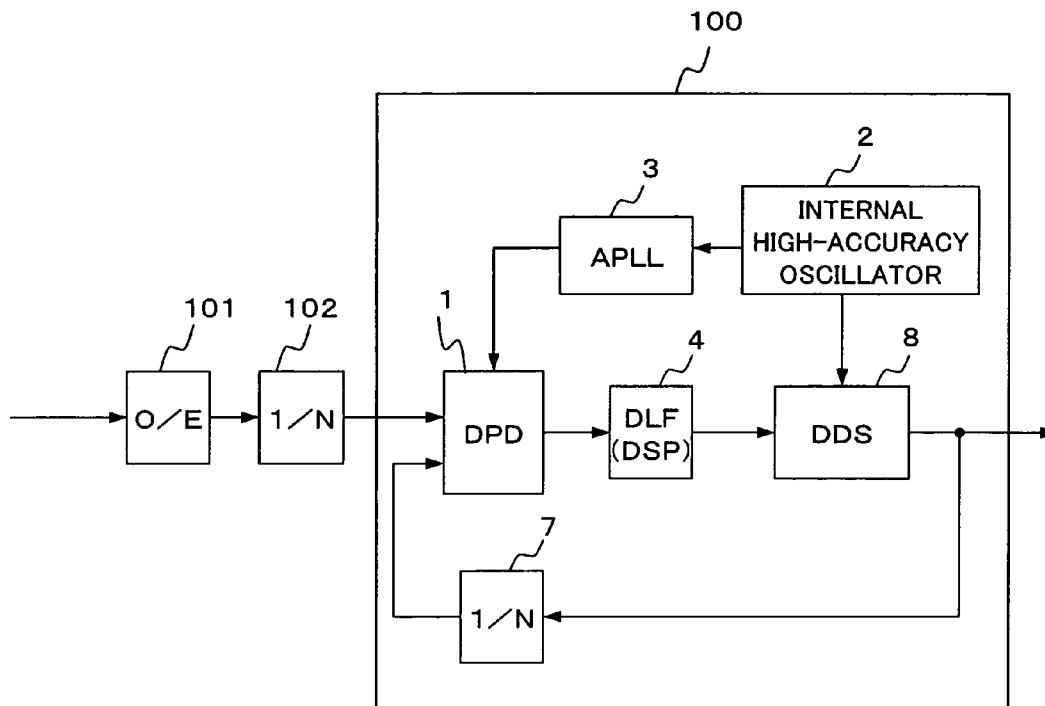 100
2
3
INTERNAL
HIGH-ACCURACY
OSCILLATOR
APLL
101
102
1
4
8
O/E
1/N
DPD
DLF
(DSP)
DDS
7
1/N